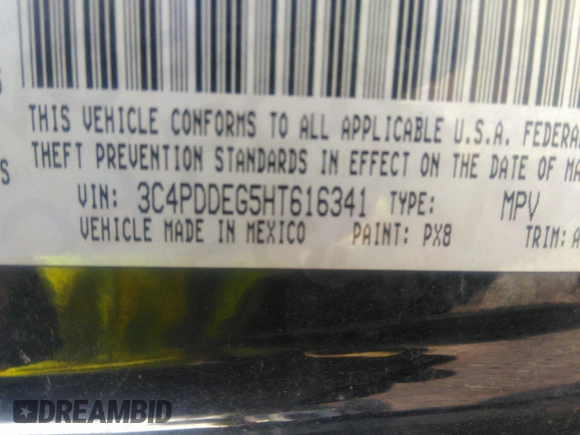 THIS VEHICLE CONFORMS TO ALL APPLICABLE U.S.A. FEDERAL
THEFT PREVENTION STANDARDS IN EFFECT ON THE DATE OF MA
S
VIN: 3C4PDDEG5HT616341 TYPE: MPV
VEHICLE MADE IN MEXICO PAINT: PX8 TRIM: A
DREAMBID